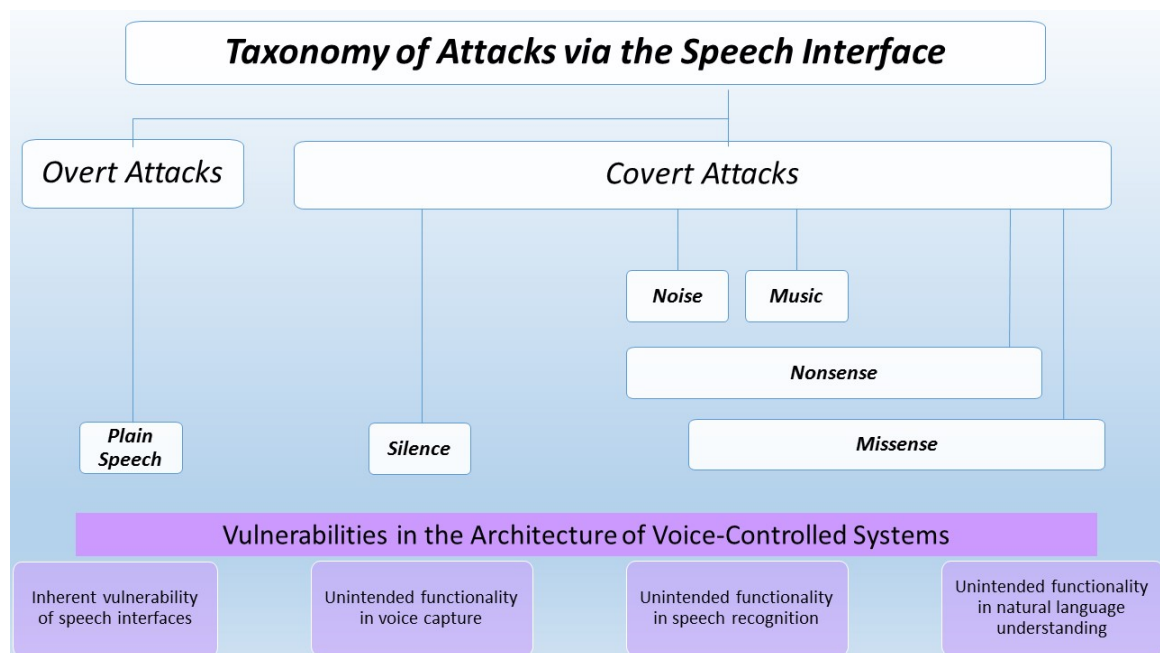 Taxonomy of Attacks via the Speech Interface
Overt Attacks
Covert Attacks
Noise
Music
Nonsense
Plain
Speech
Silence
Missense
Vulnerabilities in the Architecture of Voice-Controlled Systems
Inherent vulnerability
of speech interfaces
Unintended functionality
in voice capture
Unintended functionality
in speech recognition
Unintended functionality
in natural language
understanding